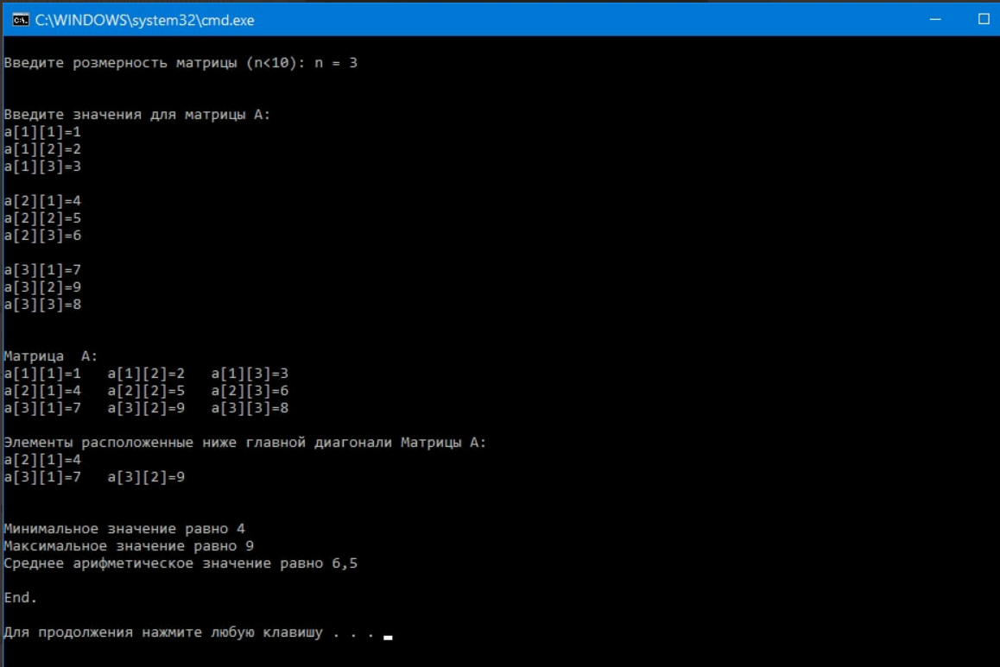 C:\WINDOWS\system32\cmd.exe
Введите розмерность матрицы (n<10): n = 3
Введите значения для матрицы А:
a[1][1]=1
a[1][2]=2
a[1][3]=3
a[2][1]=4
a[2][2]=5
a[2][3]=6
a[3][1]=7
a[3][2]=9
a[3][3]=8
Матрица  А:
a[1][1]=1   a[1][2]=2   a[1][3]=3
a[2][1]=4   a[2][2]=5   a[2][3]=6
a[3][1]=7   a[3][2]=9   a[3][3]=8
Элементы расположенные ниже главной диагонали Матрицы А:
a[2][1]=4
a[3][1]=7   a[3][2]=9
Минимальное значение равно 4
Максимальное значение равно 9
Среднее арифметическое значение равно 6,5
End.
Для продолжения нажмите любую клавишу . . .